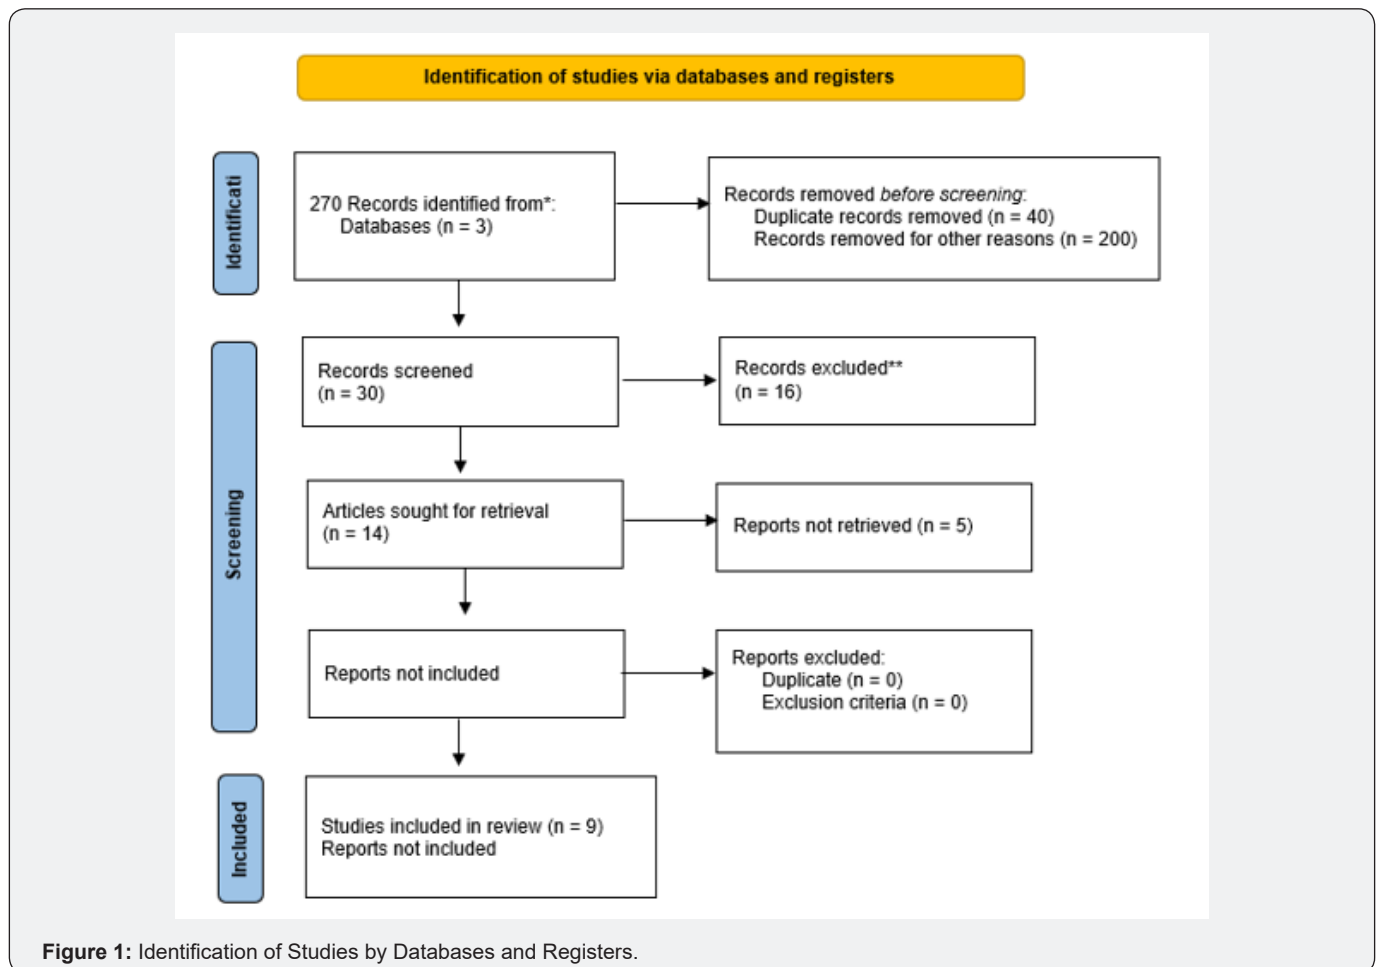 Identification of studies via databases and registers
Identificati
270 Records identified from*:
Databases (n = 3)
Records removed before screening:
Duplicate records removed (n = 40)
Records removed for other reasons (n = 200)
Screening
Records screened
(n = 30)
Records excluded**
(n = 16)
Articles sought for retrieval
(n = 14)
Reports not retrieved (n = 5)
Reports not included
Reports excluded:
Duplicate (n = 0)
Exclusion criteria (n = 0)
Included
Studies included in review (n = 9)
Reports not included
Figure 1: Identification of Studies by Databases and Registers.